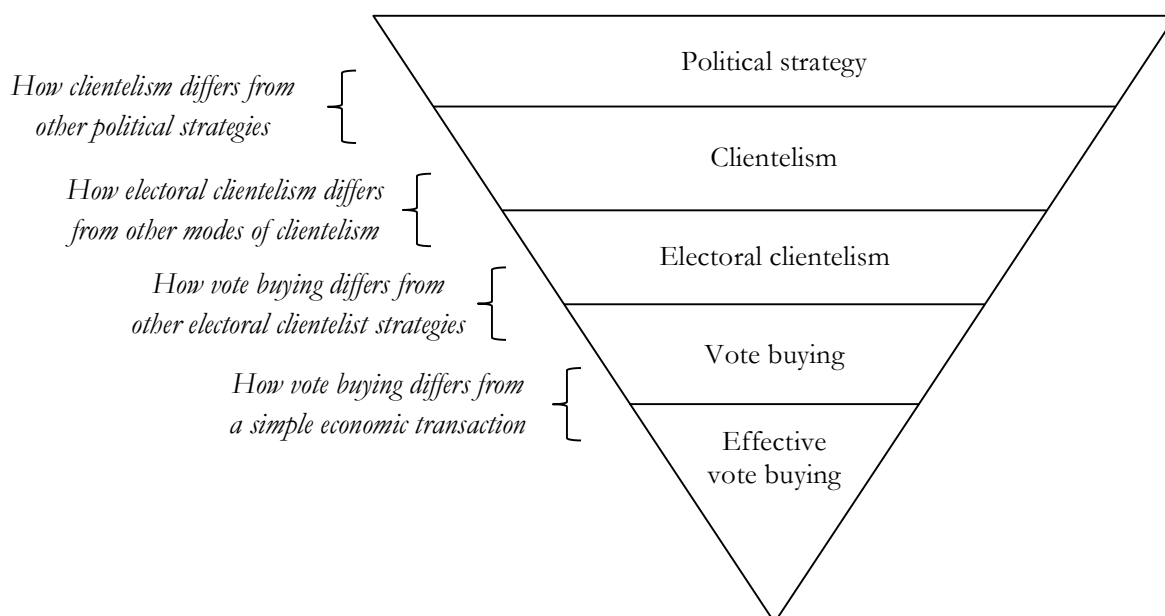 Political strategy
How clientelism differs from
other political strategies
Clientelism
How electoral clientelism differs
from other modes of clientelism
Electoral clientelism
How vote buying differs from
other electoral clientelist strategies
Vote buying
How vote buying differs from
a simple economic transaction
Effective
vote buying